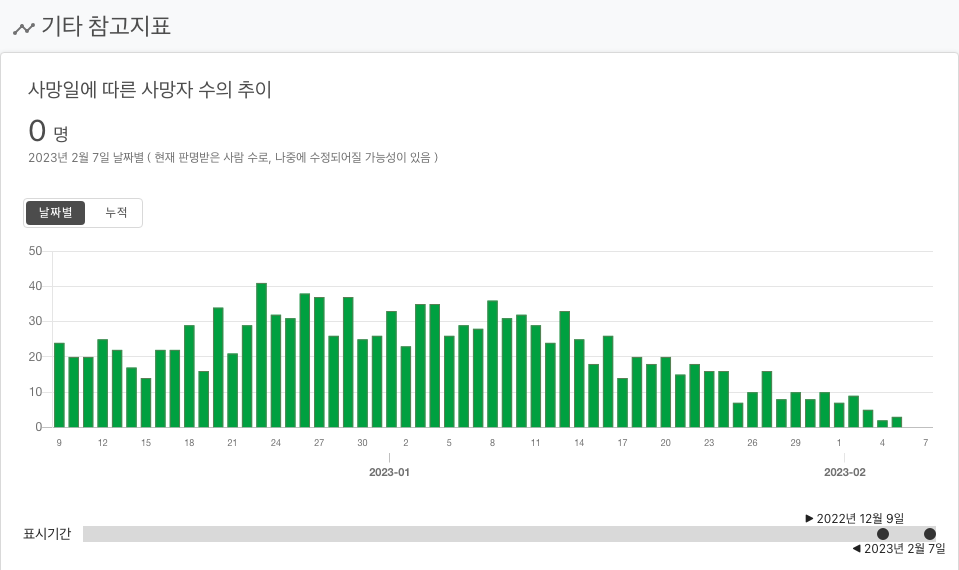 기타 참고지표
사망일에 따른 사망자 수의 추이
0 명
2023년 2월 7일 날짜별 ( 현재 판명받은 사람 수로, 나중에 수정되어질 가능성이 있음 )
날짜별 누적
50
40
30
20
10
0
9 12 15 18 21 24 27 30 2 5 8 11 14 17 20 23 26 29 1 4 7
2023-01 2023-02
▶ 2022년 12월 9일
표시기간
◀ 2023년 2월 7일